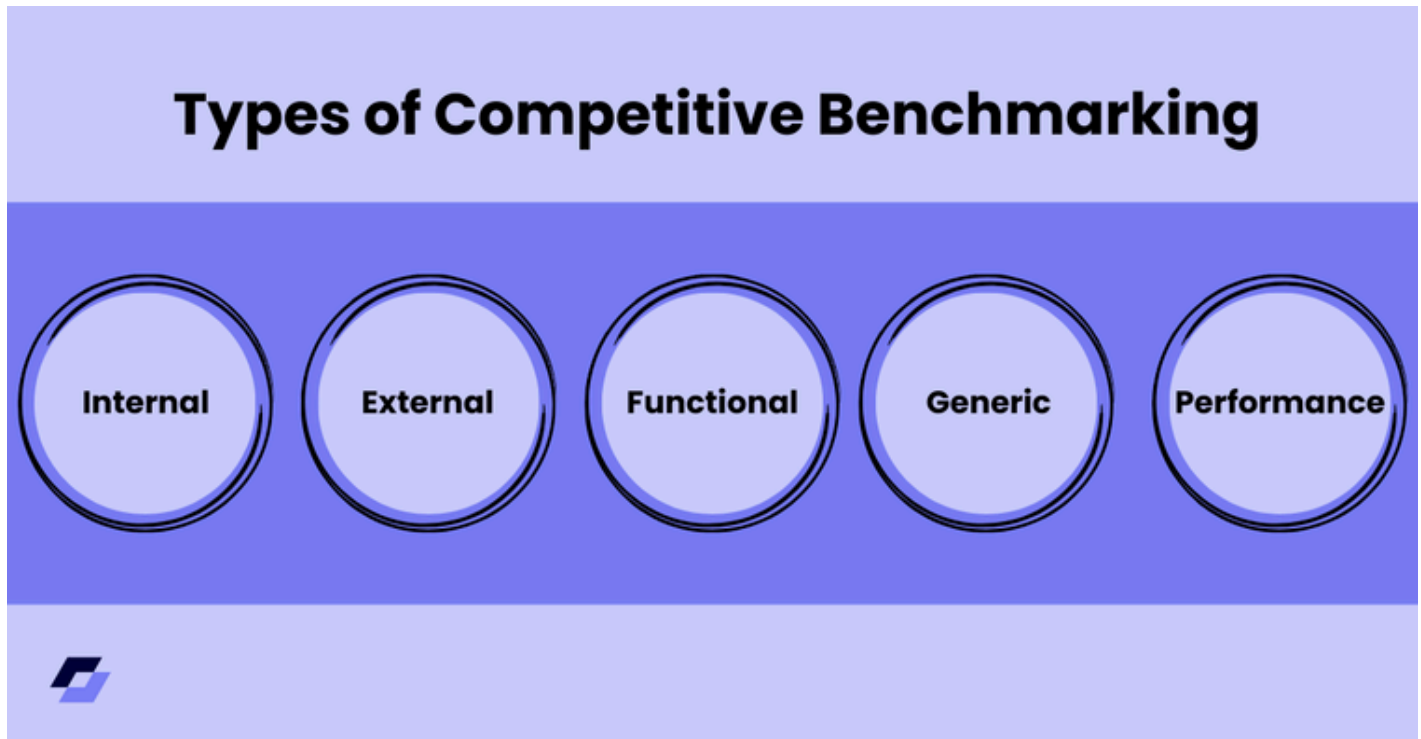 Types of Competitive Benchmarking
Internal
External
Functional
Generic
Performance